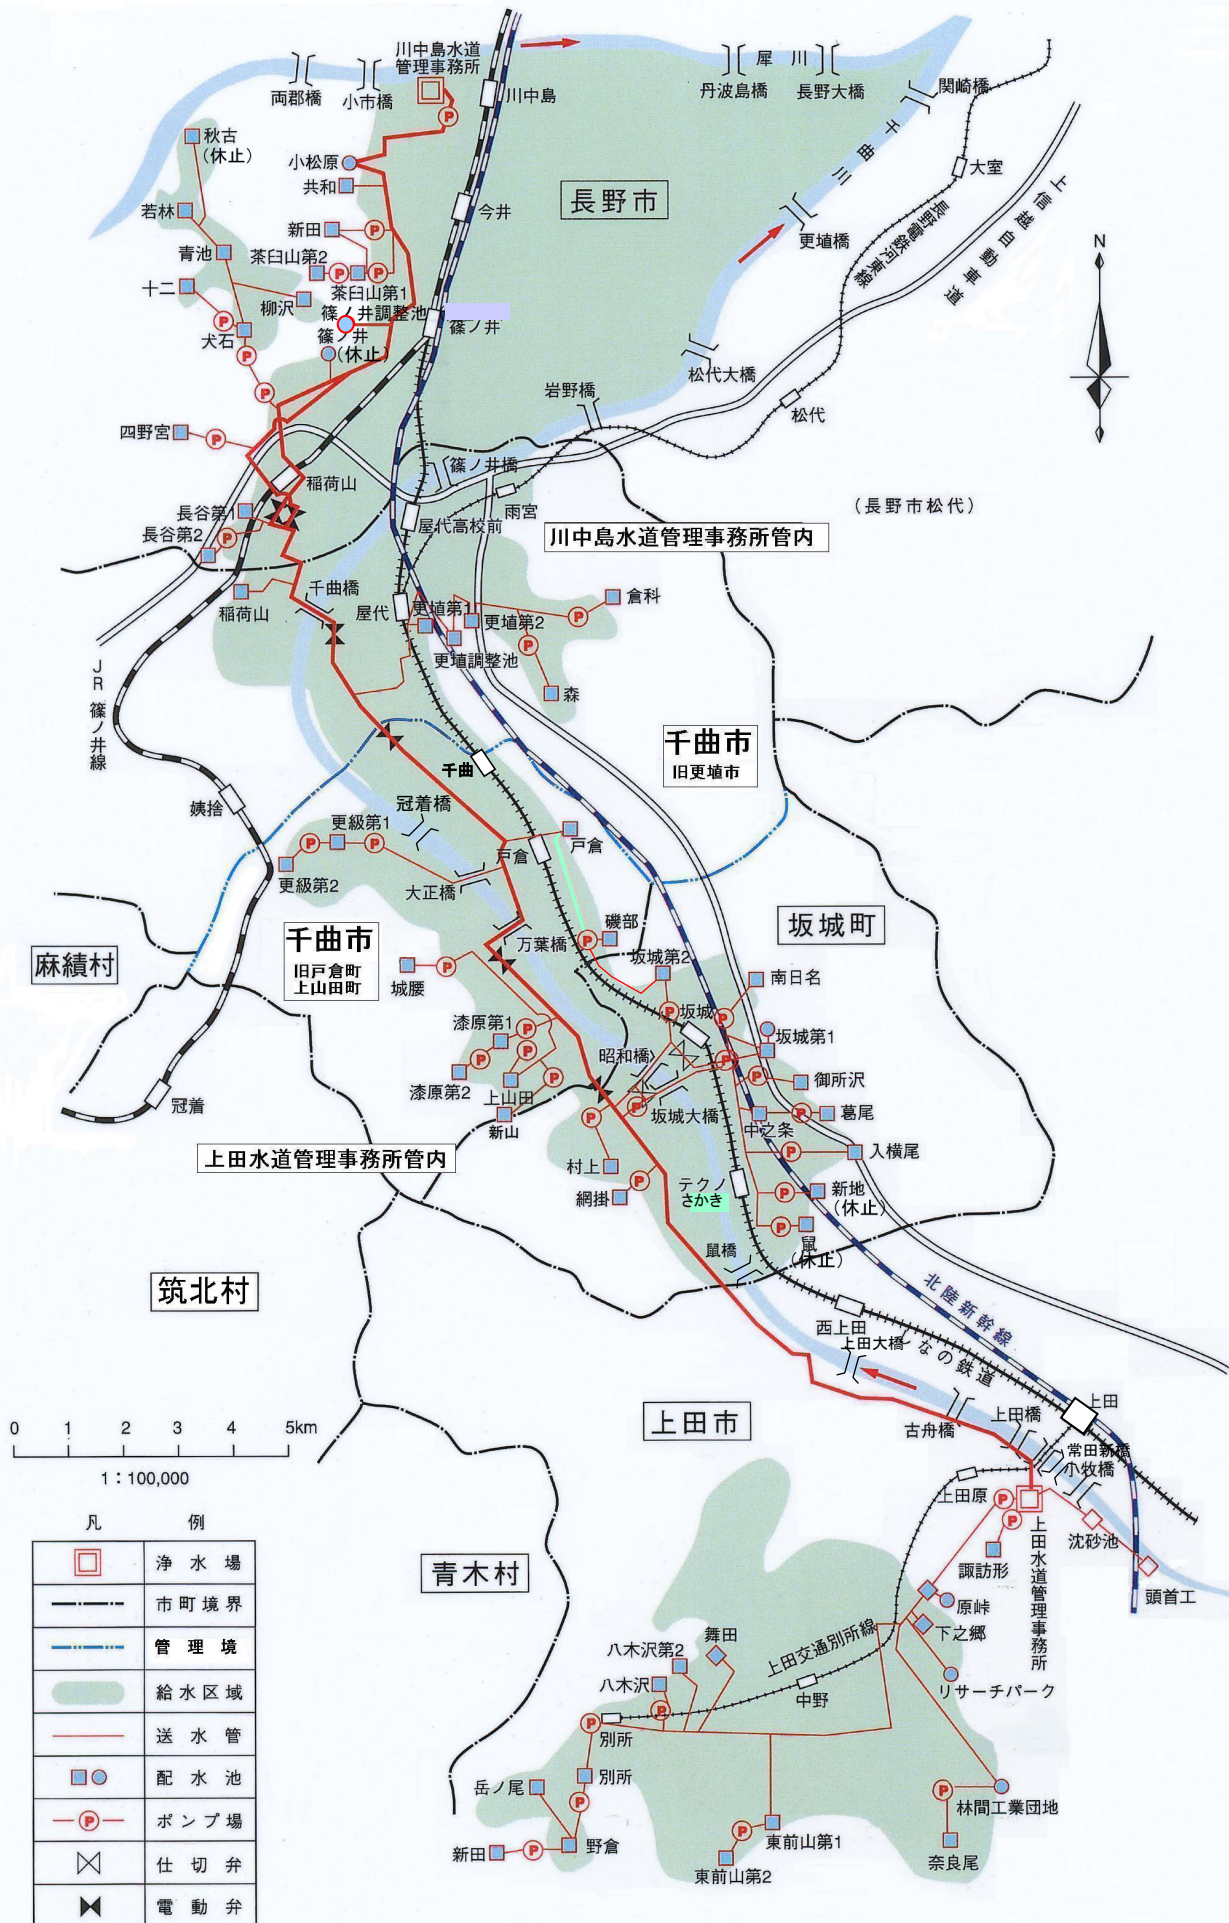 川中島水道
管理事務所
両郡橋
小市橋
川中島
丹波島橋
犀川
長野大橋
関崎橋
千曲川
秋古
(休止)
小松原
共和
長野市
今井
大室
上信越自動車道
長野電鉄河東線
更埴橋
若林
新田
青池
茶臼山第2
茶臼山第1
十二
柳沢
篠ノ井調整池
篠ノ井
(休止)
篠ノ井
犬石
N
松代大橋
岩野橋
松代
四野宮
稲荷山
篠ノ井橋
雨宮
(長野市松代)
長谷第1
長谷第2
屋代高校前
川中島水道管理事務所管内
稲荷山
千曲橋
屋代
更埴第1
更埴第2
倉科
更埴調整池
森
JR篠ノ井線
千曲市
旧更埴市
千曲
姨捨
冠着橋
更級第1
更級第2
戸倉
戸倉
大正橋
坂城町
麻績村
千曲市
旧戸倉町
上山田町
万葉橋
磯部
坂城第2
城腰
南日名
坂城
漆原第1
坂城第1
昭和橋
漆原第2
上山田
御所沢
新山
坂城大橋
中之条
葛尾
上田水道管理事務所管内
冠着
村上
入横尾
網掛
テクノ
さかき
新地
(休止)
鼠
(休止)
鼠橋
筑北村
北陸新幹線
西上田
上田大橋
しなの鉄道
上田市
古舟橋
上田橋
上田
常田新橋
小牧橋
0 1 2 3 4 5km
1:100,000
上田原
沈砂池
諏訪形
上田水道管理事務所
頭首工
青木村
原峠
下之郷
舞田
八木沢第2
上田交通別所線
八木沢
中野
リサーチパーク
別所
別所
岳ノ尾
林間工業団地
野倉
新田
東前山第1
東前山第2
奈良尾
凡例
浄水場
市町境界
管理境
給水区域
送水管
配水池
P ポンプ場
仕切弁
電動弁